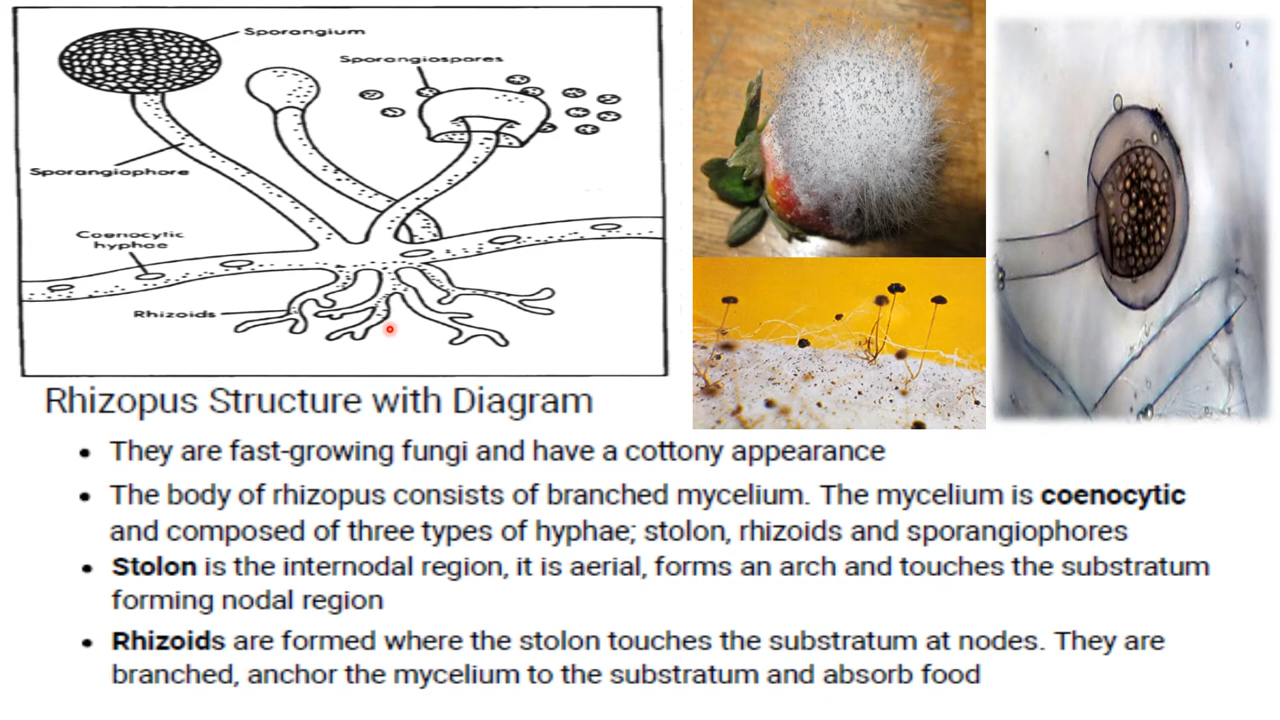 Sporangium
Sporangiospores
Sporangiophore
Coenocytic
hyphae
Rhizoids
Rhizopus Structure with Diagram
• They are fast-growing fungi and have a cottony appearance
• The body of rhizopus consists of branched mycelium. The mycelium is coenocytic
and composed of three types of hyphae; stolon, rhizoids and sporangiophores
• Stolon is the internodal region, it is aerial, forms an arch and touches the substratum
forming nodal region
• Rhizoids are formed where the stolon touches the substratum at nodes. They are
branched, anchor the mycelium to the substratum and absorb food